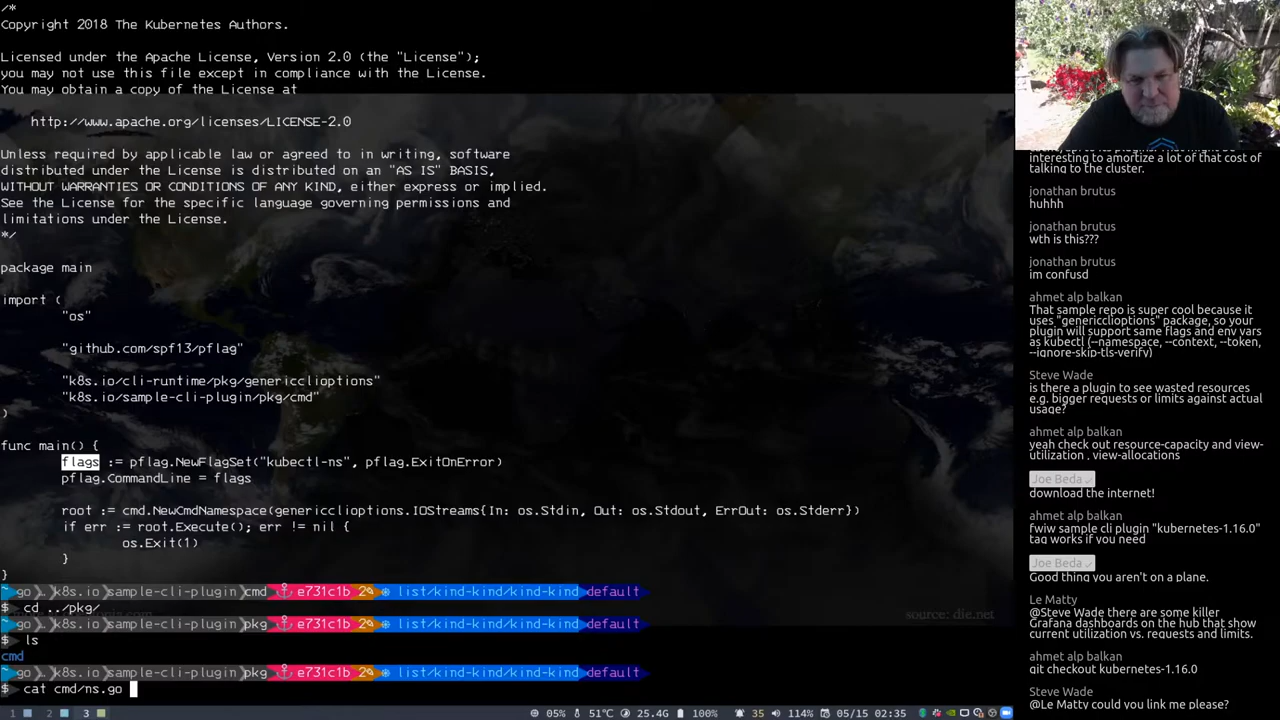 /*
Copyright 2018 The Kubernetes Authors.
Licensed under the Apache License, Version 2.0 (the "License");
you may not use this file except in compliance with the License.
You may obtain a copy of the License at
http://www.apache.org/licenses/LICENSE-2.0
Unless required by applicable law or agreed to in writing, software
distributed under the License is distributed on an "AS IS" BASIS,
WITHOUT WARRANTIES OR CONDITIONS OF ANY KIND, either express or implied.
See the License for the specific language governing permissions and
limitations under the License.
*/
package main
import (
"os"
"github.com/spf13/pflag"
"k8s.io/cli-runtime/pkg/genericclioptions"
"k8s.io/sample-cli-plugin/pkg/cmd"
)
func main() {
flags := pflag.NewFlagSet("kubectl-ns", pflag.ExitOnError)
pflag.CommandLine = flags
root := cmd.NewCmdNamespace(genericclioptions.IOStreams{In: os.Stdin, Out: os.Stdout, ErrOut: os.Stderr})
if err := root.Execute(); err != nil {
os.Exit(1)
}
}
k8s.io sample-cli-plugin cmd e731c1b 2 list/kind-kind/kind-kind default
$ cd ../pkg/
source: die.net
k8s.io sample-cli-plugin pkg e731c1b 2 list/kind-kind/kind-kind default
$ ls
cmd
k8s.io sample-cli-plugin pkg e731c1b 2 list/kind-kind/kind-kind default
$ cat cmd/ns.go
1 2 3
05% 51°C 25.4G 100% 35 114% 05/15 02:35
interesting to amortize a lot of that cost of
talking to the cluster.
jonathan brutus
huhhh
jonathan brutus
wth is this???
jonathan brutus
im confusd
ahmet alp balkan
That sample repo is super cool because it
uses "genericclioptions" package, so your
plugin will support same flags and env vars
as kubectl (--namespace, --context, --token,
--ignore-skip-tls-verify)
Steve Wade
is there a plugin to see wasted resources
e.g. bigger requests or limits against actual
usage?
ahmet alp balkan
yeah check out resource-capacity and view-
utilization , view-allocations
Joe Beda
download the internet!
ahmet alp balkan
fwiw sample cli plugin "kubernetes-1.16.0"
tag works if you need
Joe Beda
Good thing you aren't on a plane.
Le Matty
@Steve Wade there are some killer
Grafana dashboards on the hub that show
current utilization vs. requests and limits.
ahmet alp balkan
git checkout kubernetes-1.16.0
Steve Wade
@Le Matty could you link me please?